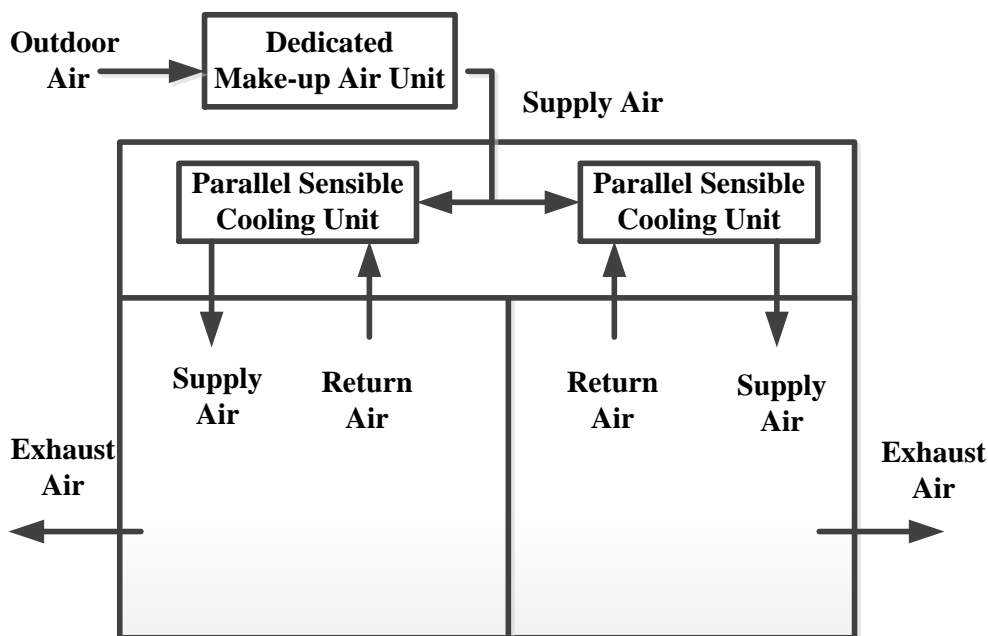 Outdoor
Air
Dedicated
Make-up Air Unit
Supply Air
Parallel Sensible
Cooling Unit
Parallel Sensible
Cooling Unit
Supply
Air
Return
Air
Return
Air
Supply
Air
Exhaust
Air
Exhaust
Air